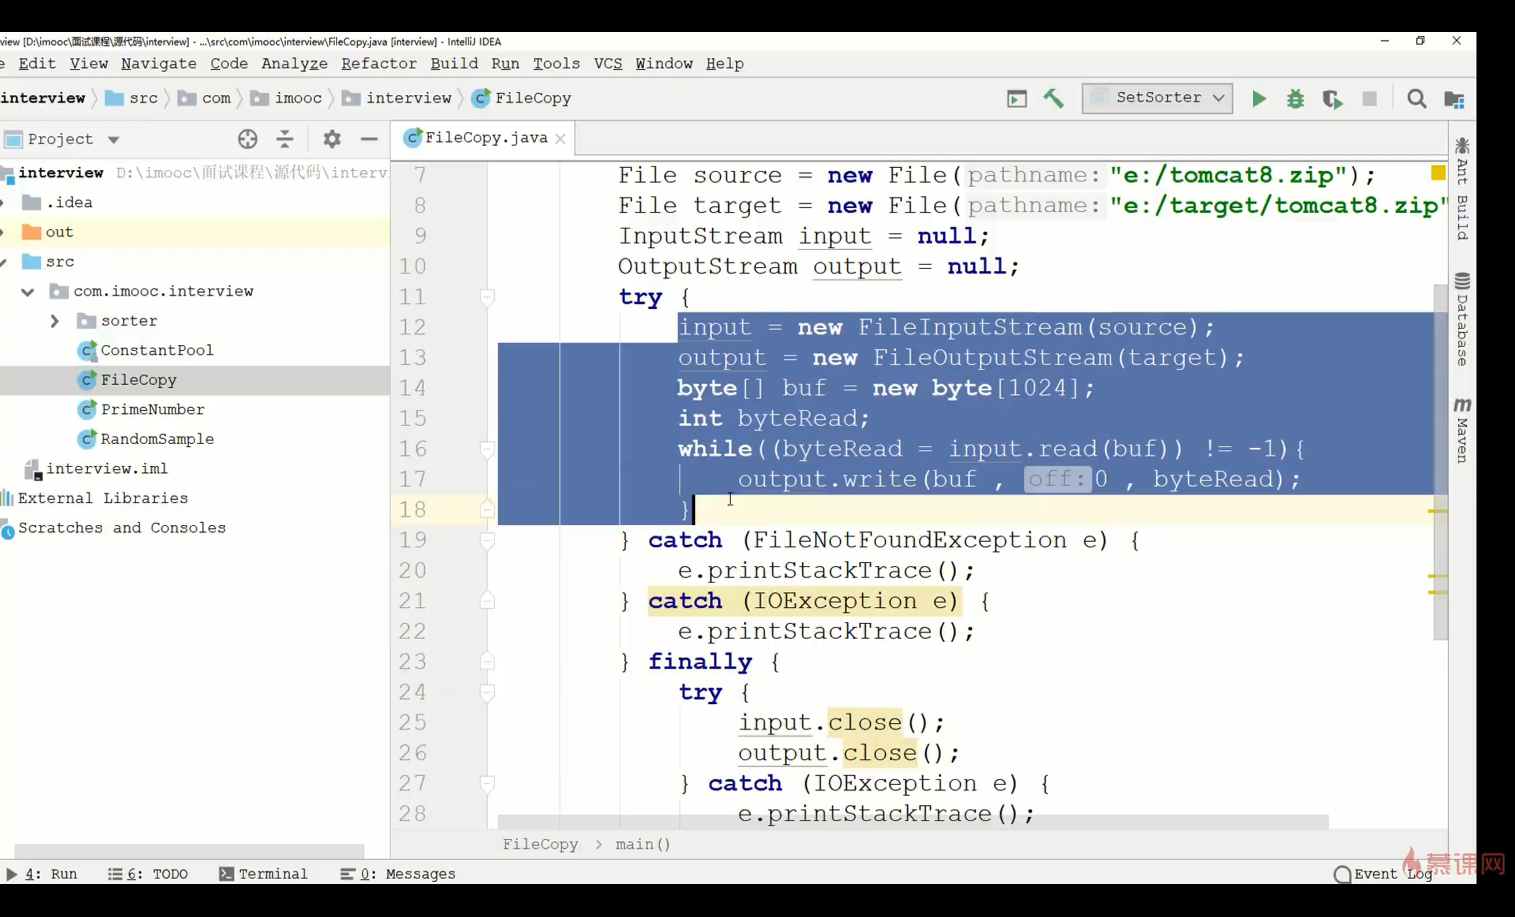 view [D:\imooc\面试课程\源代码\interview] - ...\src\com\imooc\interview\FileCopy.java [interview] - IntelliJ IDEA
Edit View Navigate Code Analyze Refactor Build Run Tools VCS Window Help
interview src com imooc interview FileCopy
SetSorter
Project
FileCopy.java
interview D:\imooc\面试课程\源代码\interv
.idea
out
src
com.imooc.interview
sorter
ConstantPool
FileCopy
PrimeNumber
RandomSample
interview.iml
External Libraries
Scratches and Consoles
7 File source = new File( pathname: "e:/tomcat8.zip");
8 File target = new File( pathname: "e:/target/tomcat8.zip"
9 InputStream input = null;
10 OutputStream output = null;
11 try {
12 input = new FileInputStream(source);
13 output = new FileOutputStream(target);
14 byte[] buf = new byte[1024];
15 int byteRead;
16 while((byteRead = input.read(buf)) != -1){
17 output.write(buf , off: 0 , byteRead);
18 }
19 } catch (FileNotFoundException e) {
20 e.printStackTrace();
21 } catch (IOException e) {
22 e.printStackTrace();
23 } finally {
24 try {
25 input.close();
26 output.close();
27 } catch (IOException e) {
28 e.printStackTrace();
FileCopy > main()
Ant Build
Database
m Maven
4: Run 6: TODO Terminal 0: Messages
Event Log
慕课网